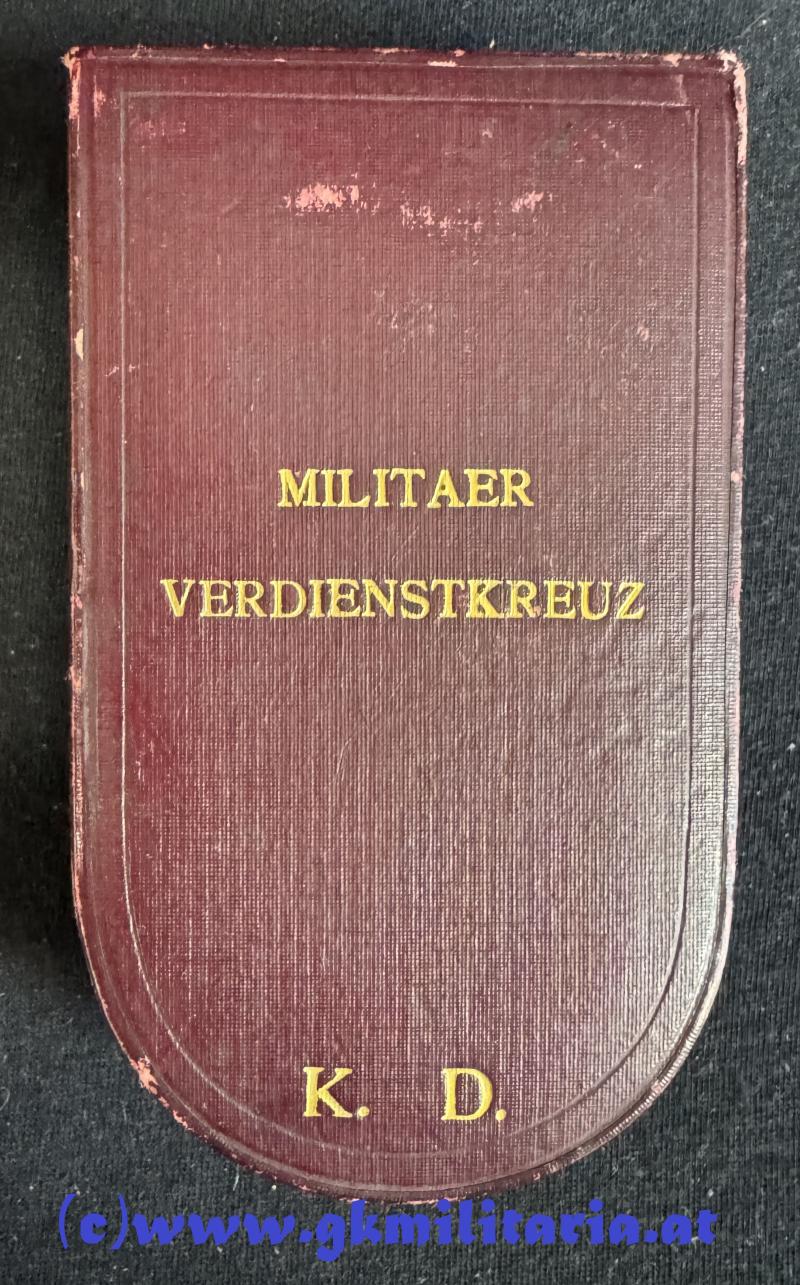 MILITAER
VERDIENSTKREUZ
K. D.
(c)www.gkmilitaria.at